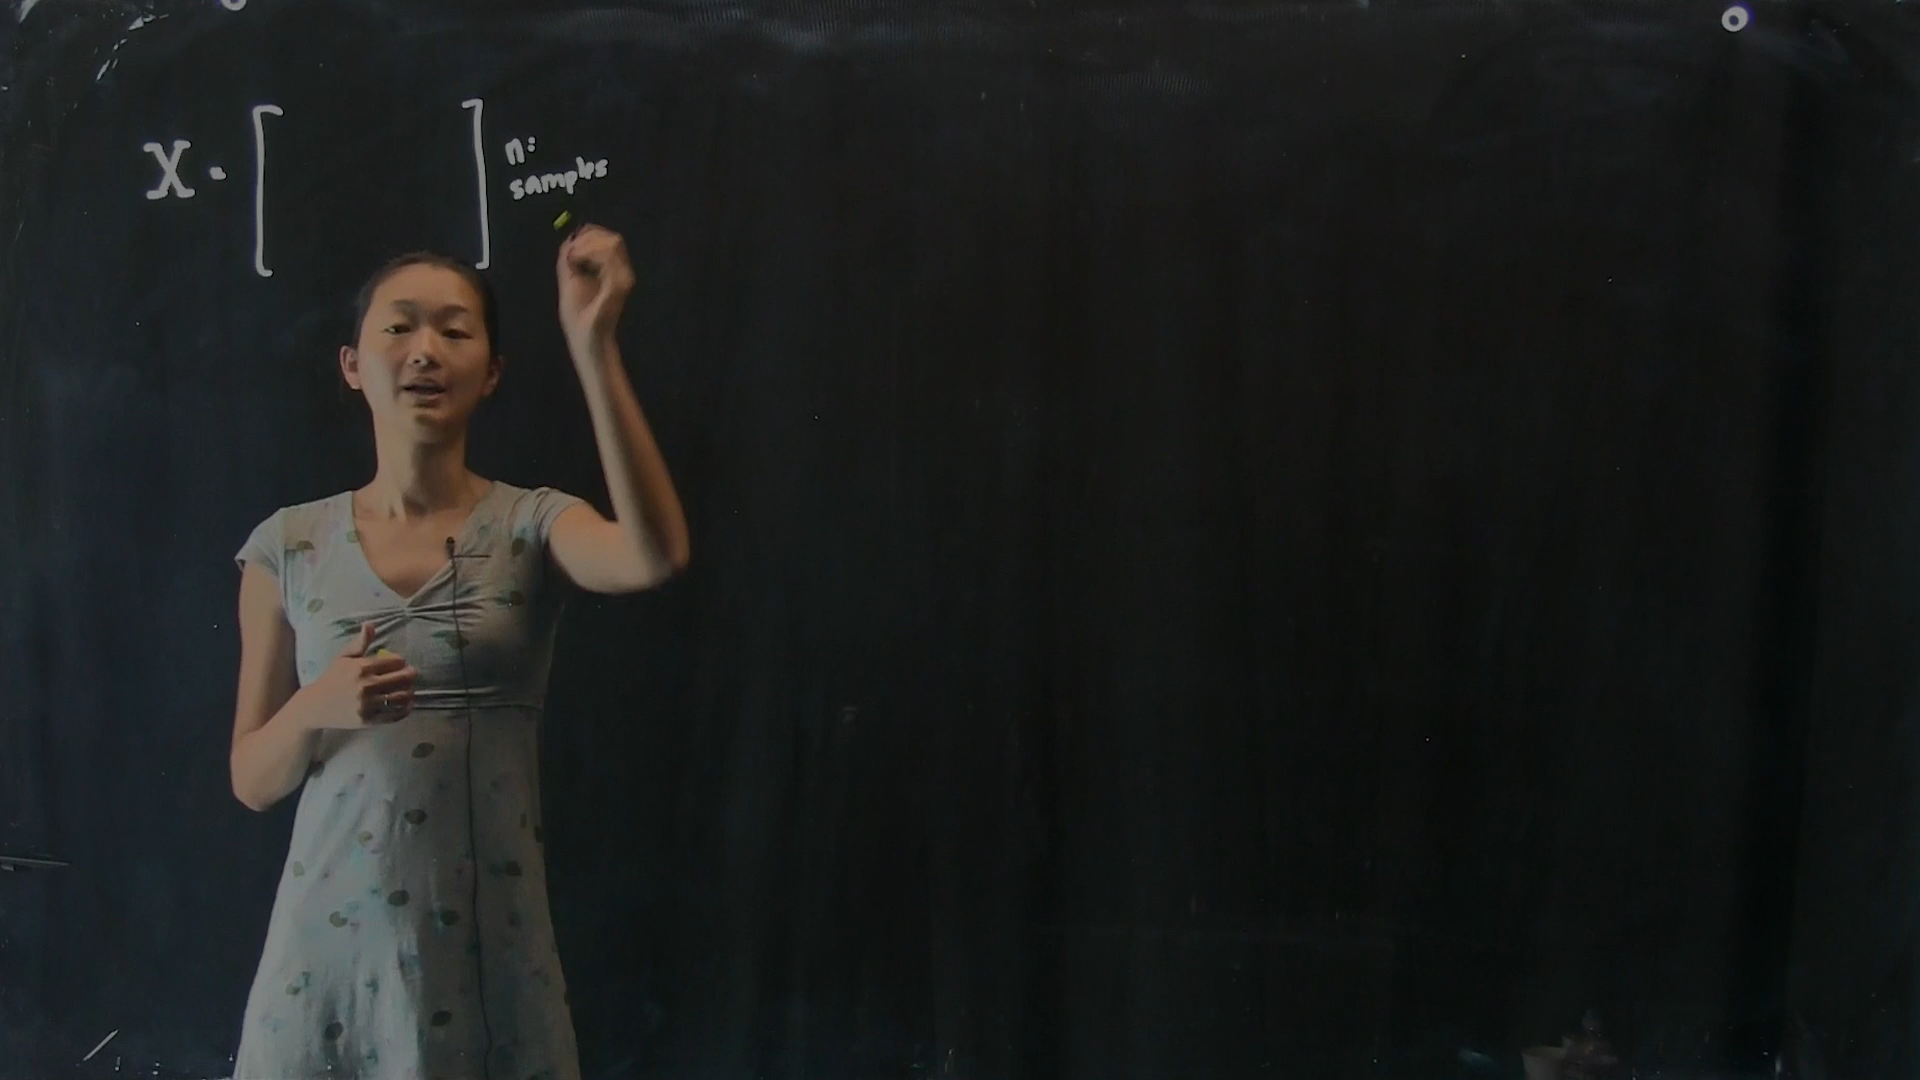 X = [ ] n:
samples